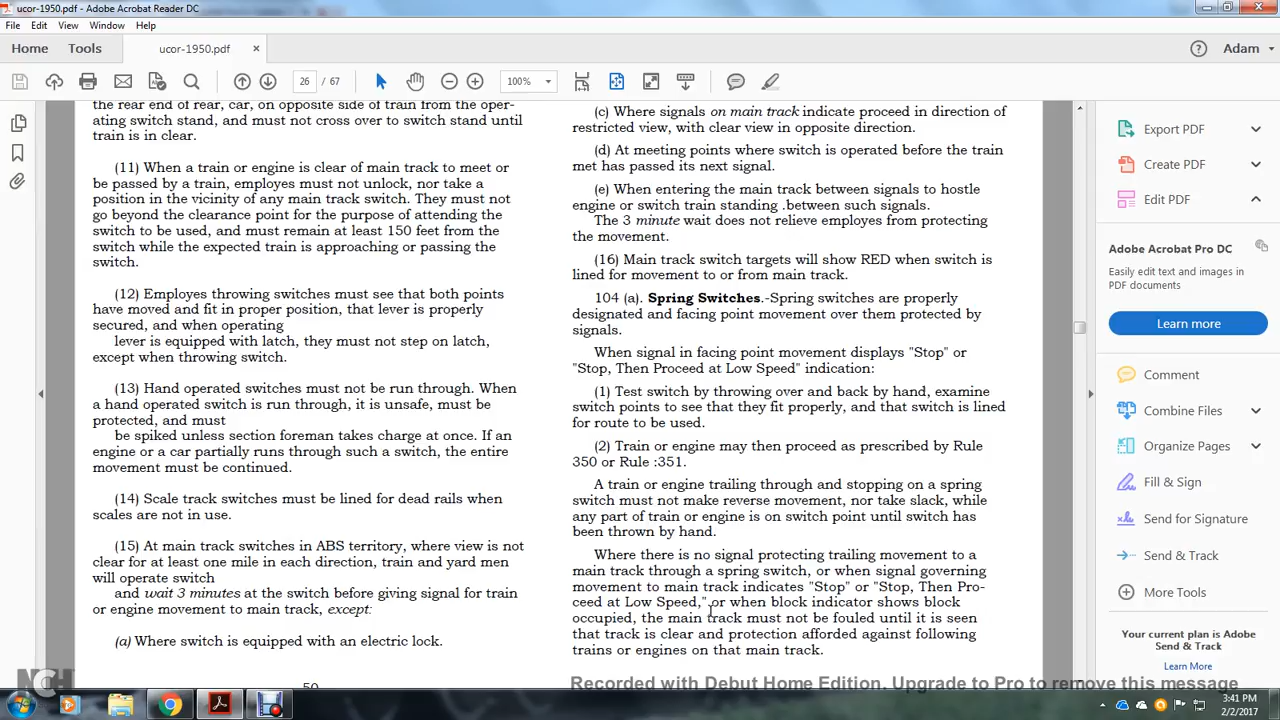 ucor-1950.pdf - Adobe Acrobat Reader DC
File Edit View Window Help
Home Tools ucor-1950.pdf × Adam
26 / 67 100%
the rear end of rear, car, on opposite side of train from the oper-
ating switch stand, and must not cross over to switch stand until
train is in clear.
(11) When a train or engine is clear of main track to meet or
be passed by a train, employes must not unlock, nor take a
position in the vicinity of any main track switch. They must not
go beyond the clearance point for the purpose of attending the
switch to be used, and must remain at least 150 feet from the
switch while the expected train is approaching or passing the
switch.
(12) Employes throwing switches must see that both points
have moved and fit in proper position, that lever is properly
secured, and when operating
lever is equipped with latch, they must not step on latch,
except when throwing switch.
(13) Hand operated switches must not be run through. When
a hand operated switch is run through, it is unsafe, must be
protected, and must
be spiked unless section foreman takes charge at once. If an
engine or a car partially runs through such a switch, the entire
movement must be continued.
(14) Scale track switches must be lined for dead rails when
scales are not in use.
(15) At main track switches in ABS territory, where view is not
clear for at least one mile in each direction, train and yard men
will operate switch
and wait 3 minutes at the switch before giving signal for train
or engine movement to main track, except:
(a) Where switch is equipped with an electric lock.
50
(c) Where signals on main track indicate proceed in direction of
restricted view, with clear view in opposite direction.
(d) At meeting points where switch is operated before the train
met has passed its next signal.
(e) When entering the main track between signals to hostle
engine or switch train standing .between such signals.
The 3 minute wait does not relieve employes from protecting
the movement.
(16) Main track switch targets will show RED when switch is
lined for movement to or from main track.
104 (a). Spring Switches.-Spring switches are properly
designated and facing point movement over them protected by
signals.
When signal in facing point movement displays "Stop" or
"Stop, Then Proceed at Low Speed" indication:
(1) Test switch by throwing over and back by hand, examine
switch points to see that they fit properly, and that switch is lined
for route to be used.
(2) Train or engine may then proceed as prescribed by Rule
350 or Rule :351.
A train or engine trailing through and stopping on a spring
switch must not make reverse movement, nor take slack, while
any part of train or engine is on switch point until switch has
been thrown by hand.
Where there is no signal protecting trailing movement to a
main track through a spring switch, or when signal governing
movement to main track indicates "Stop" or "Stop, Then Pro-
ceed at Low Speed," or when block indicator shows block
occupied, the main track must not be fouled until it is seen
that track is clear and protection afforded against following
trains or engines on that main track.
Export PDF
Create PDF
Edit PDF
Adobe Acrobat Pro DC
Easily edit text and images in
PDF documents
Learn more
Comment
Combine Files
Organize Pages
Fill & Sign
Send for Signature
Send & Track
More Tools
Your current plan is Adobe
Send & Track
Learn More
NCH
Recorded with Debut Home Edition. Upgrade to Pro to remove this message
3:41 PM
2/2/2017